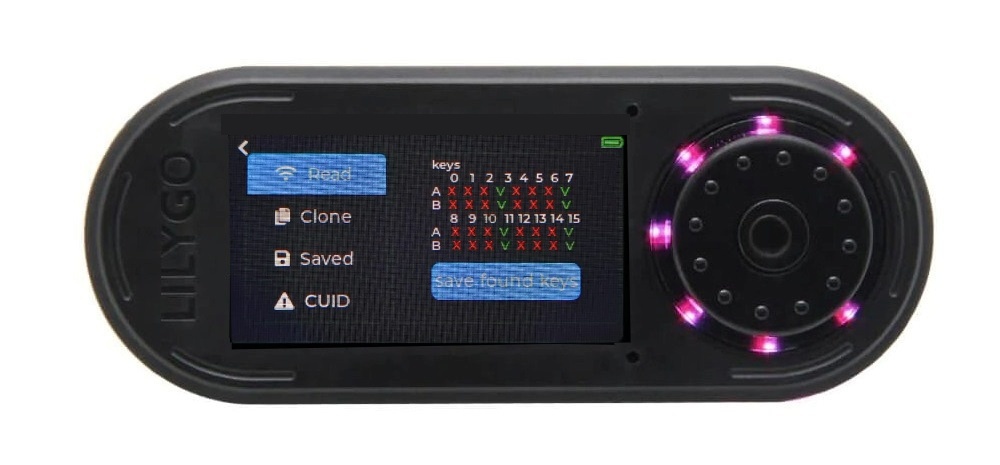 LILYGO
Read
Clone
Saved
CUID
keys
0 1 2 3 4 5 6 7
A X X X V X X X V
B X X X V X X X V
8 9 10 11 12 13 14 15
A X X X V X X X V
B X X X V X X X V
save found keys